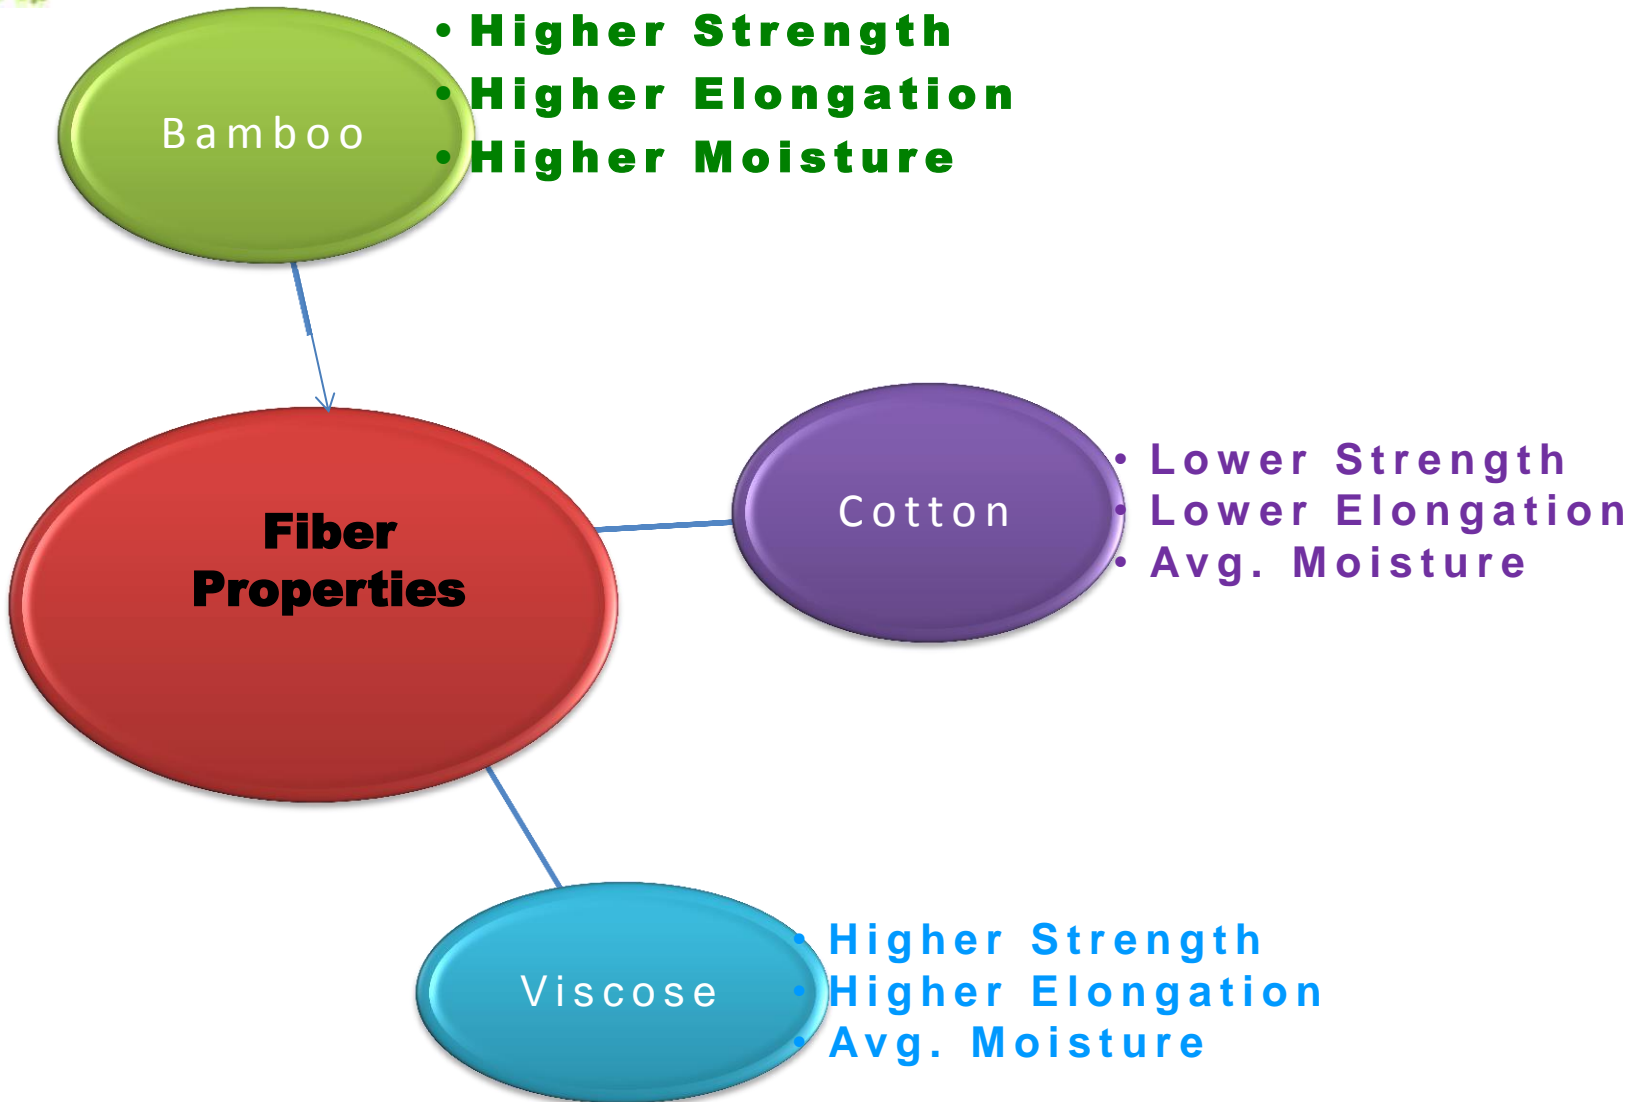 Bamboo
• Higher Strength
• Higher Elongation
• Higher Moisture
Fiber
Properties
Cotton
• Lower Strength
• Lower Elongation
• Avg. Moisture
Viscose
• Higher Strength
• Higher Elongation
• Avg. Moisture